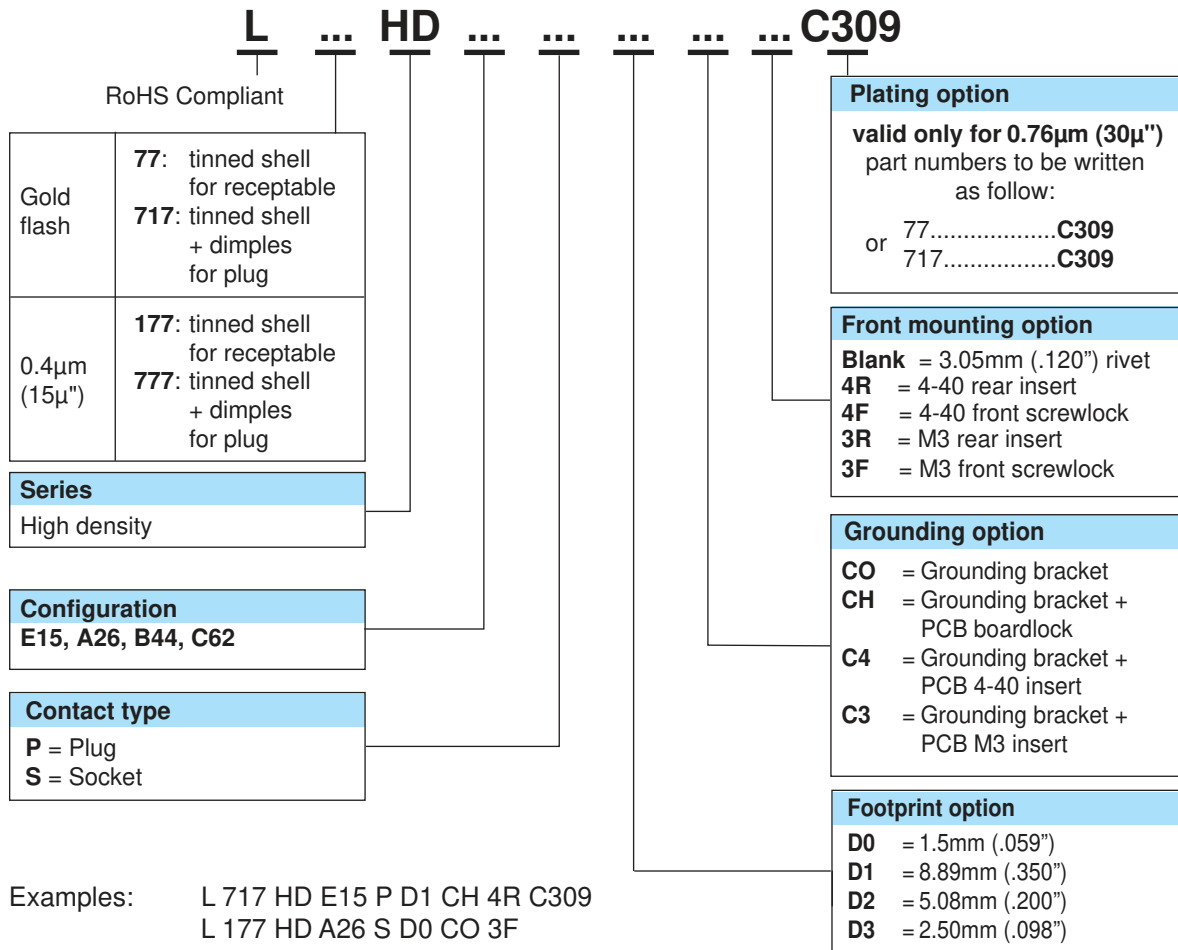 L ... HD ... ... ... ... ... C309
RoHS Compliant
Gold
flash
77: tinned shell
for receptable
717: tinned shell
+ dimples
for plug
0.4µm
(15µ")
177: tinned shell
for receptable
777: tinned shell
+ dimples
for plug
Series
High density
Configuration
E15, A26, B44, C62
Contact type
P = Plug
S = Socket
Plating option
valid only for 0.76µm (30µ")
part numbers to be written
as follow:
or
77...................C309
717.................C309
Front mounting option
Blank = 3.05mm (.120”) rivet
4R = 4-40 rear insert
4F = 4-40 front screwlock
3R = M3 rear insert
3F = M3 front screwlock
Grounding option
CO = Grounding bracket
CH = Grounding bracket +
PCB boardlock
C4 = Grounding bracket +
PCB 4-40 insert
C3 = Grounding bracket +
PCB M3 insert
Footprint option
D0 = 1.5mm (.059”)
D1 = 8.89mm (.350”)
D2 = 5.08mm (.200”)
D3 = 2.50mm (.098”)
Examples: L 717 HD E15 P D1 CH 4R C309
L 177 HD A26 S D0 CO 3F